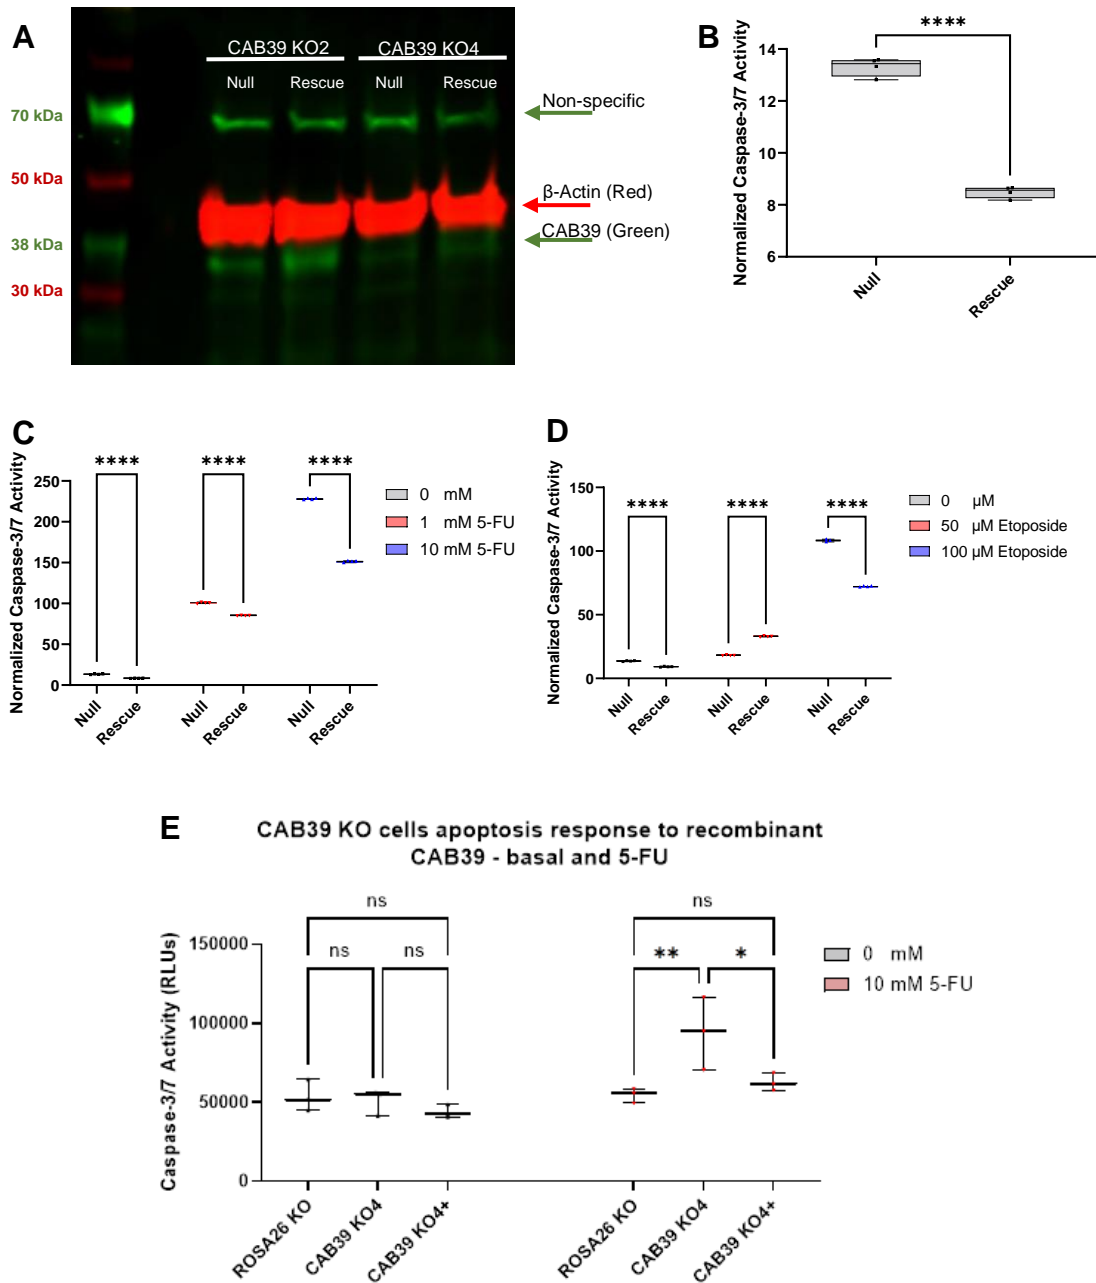 A
CAB39 KO2
CAB39 KO4
Null
Rescue
Null
Rescue
70 kDa
50 kDa
38 kDa
30 kDa
Non-specific
β-Actin (Red)
CAB39 (Green)
B
****
Normalized Caspase-3/7 Activity
14
12
10
8
6
Null
Rescue
C
****
****
****
Normalized Caspase-3/7 Activity
250
200
150
100
50
0
Null
Rescue
Null
Rescue
Null
Rescue
0 mM
1 mM 5-FU
10 mM 5-FU
D
****
****
****
Normalized Caspase-3/7 Activity
150
100
50
0
Null
Rescue
Null
Rescue
Null
Rescue
0 µM
50 µM Etoposide
100 µM Etoposide
E
CAB39 KO cells apoptosis response to recombinant
CAB39 - basal and 5-FU
ns
ns
ns
ns
**
*
Caspase-3/7 Activity (RLUs)
150000
100000
50000
0
ROSA26 KO
CAB39 KO4
CAB39 KO4+
ROSA26 KO
CAB39 KO4
CAB39 KO4+
0 mM
10 mM 5-FU